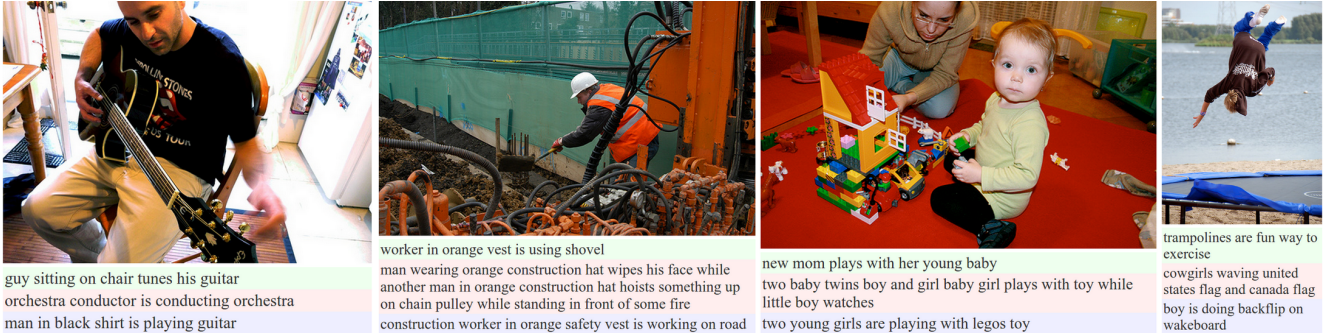 ROLLING STONES
US TOUR
guy sitting on chair tunes his guitar
orchestra conductor is conducting orchestra
man in black shirt is playing guitar
worker in orange vest is using shovel
man wearing orange construction hat wipes his face while
another man in orange construction hat hoists something up
on chain pulley while standing in front of some fire
construction worker in orange safety vest is working on road
new mom plays with her young baby
two baby twins boy and girl baby girl plays with toy while
little boy watches
two young girls are playing with legos toy
trampolines are fun way to
exercise
cowgirls waving united
states flag and canada flag
boy is doing backflip on
wakeboard